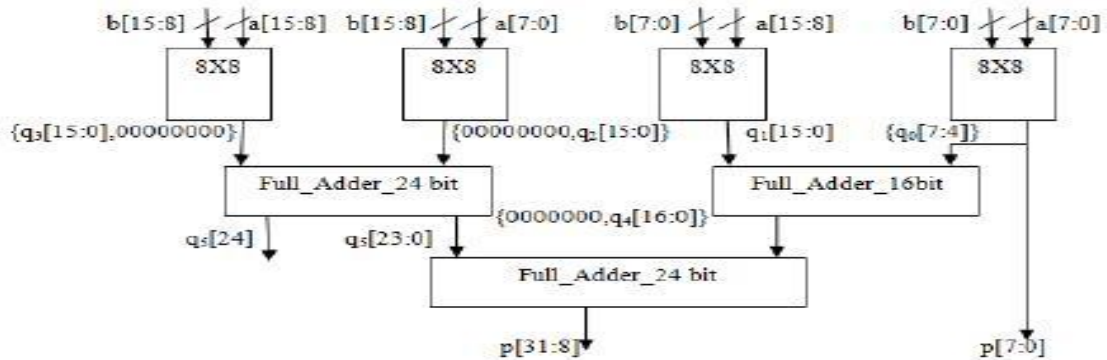 b[15:8] a[15:8] b[15:8] a[7:0] b[7:0] a[15:8] b[7:0] a[7:0]
8X8 8X8 8X8 8X8
{q₃[15:0],00000000} {00000000,q₂[15:0]} q₁[15:0] {q₀[7:4]}
Full_Adder_24 bit Full_Adder_16bit
{0000000,q₄[16:0]}
q₅[24] q₅[23:0]
Full_Adder_24 bit
p[31:8] p[7:0]